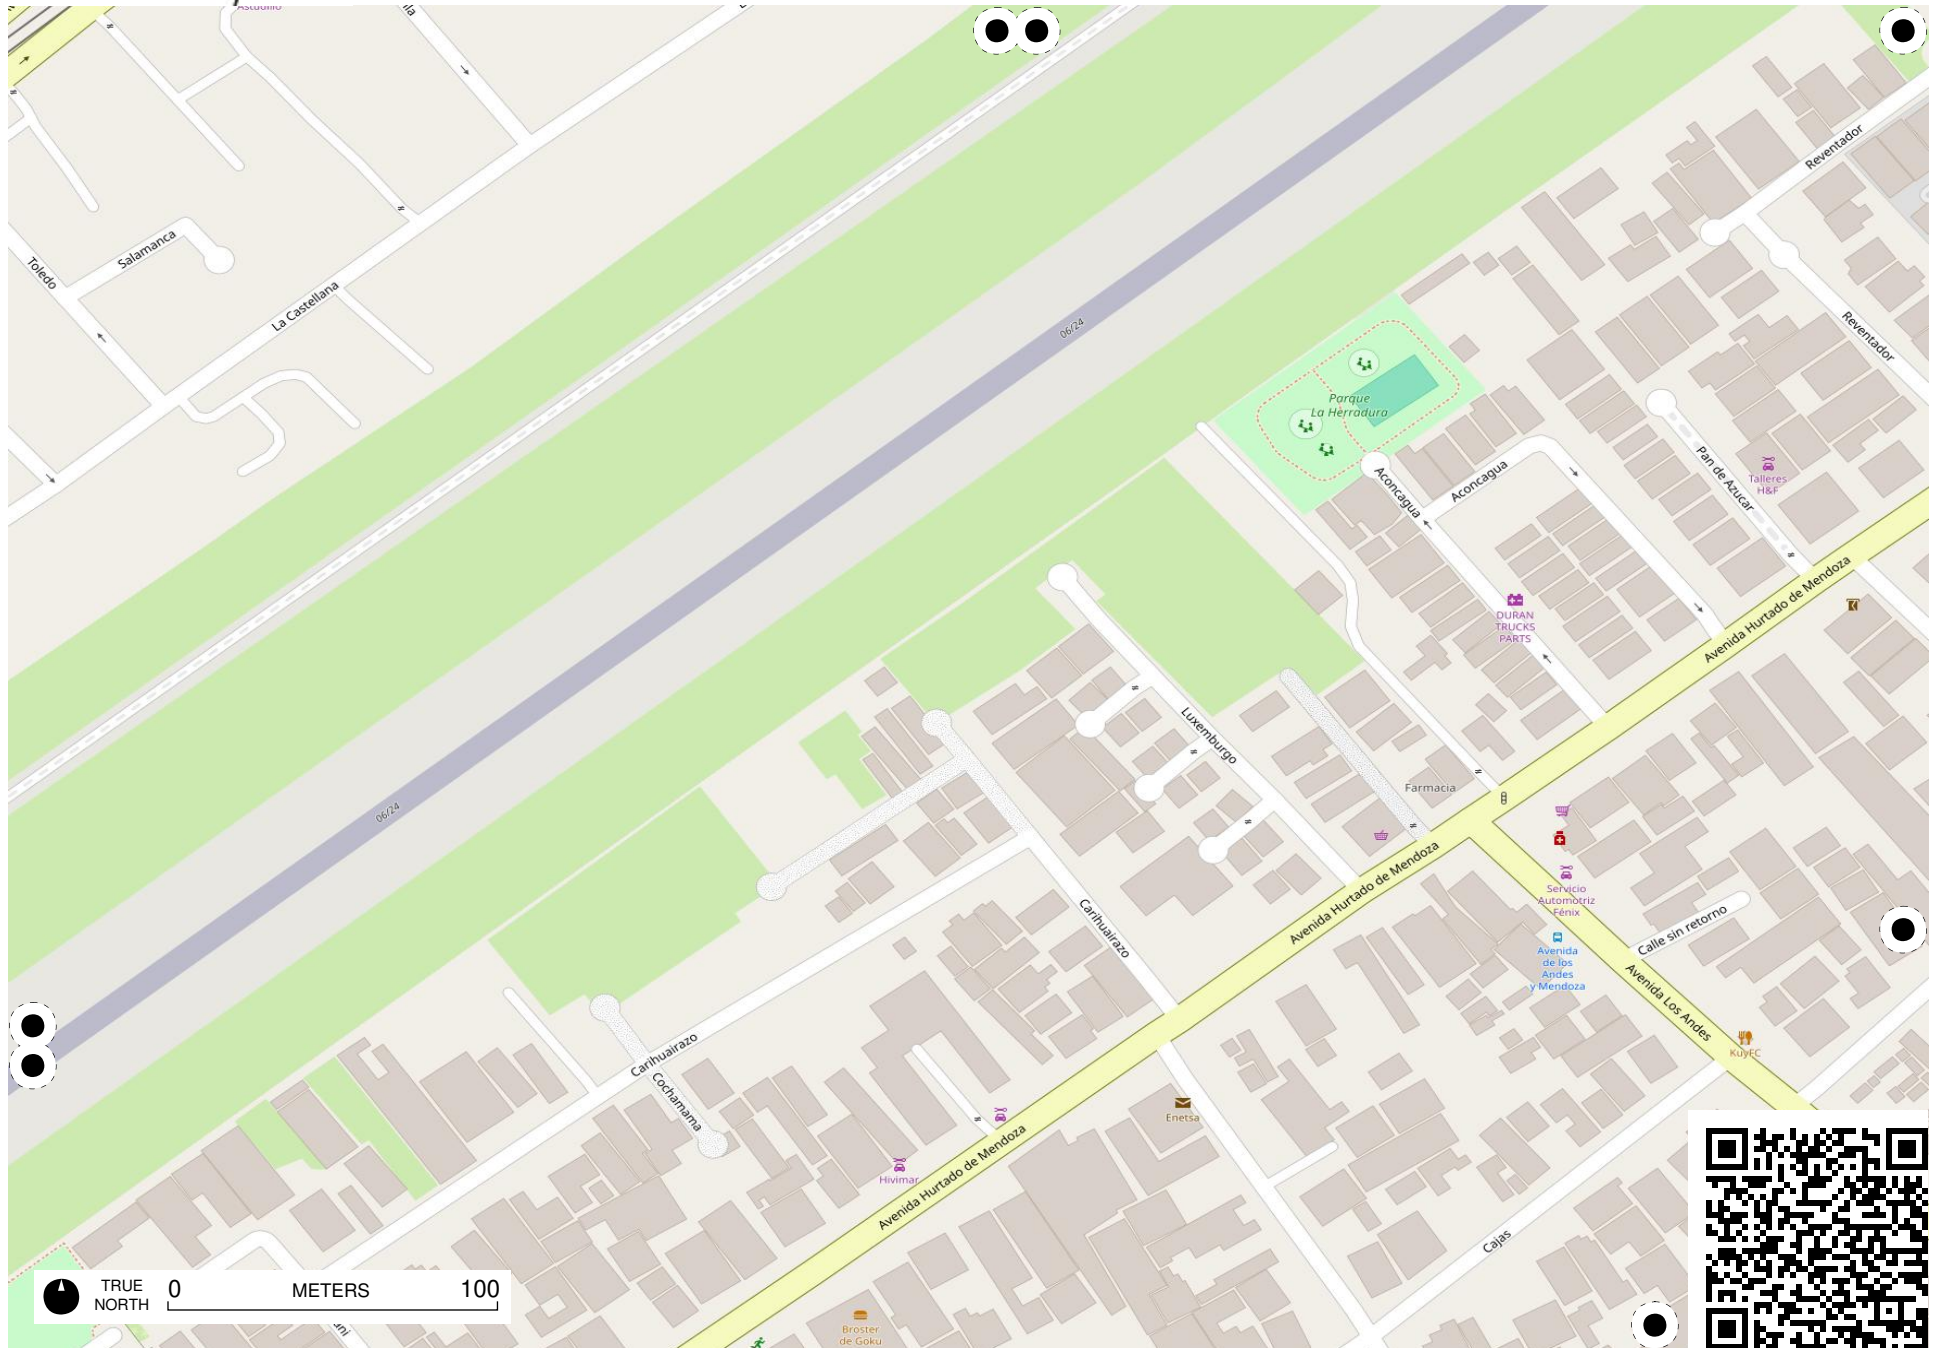 Astudillo
Reventador
Salamanca
Toledo
La Castellana
06/24
Reventador
Parque
La Herradura
Aconcagua
Aconcagua
Pan de Azucar
Talleres
H&F
Avenida Hurtado de Mendoza
DURAN
TRUCKS
PARTS
Luxemburgo
Farmacia
06/24
Avenida Hurtado de Mendoza
Servicio
Automotriz
Fénix
Carihuairazo
Calle sin retorno
Avenida
de los
Andes
y Mendoza
Avenida Los Andes
KuyFC
Carihuairazo
Cochamama
Enetsa
Avenida Hurtado de Mendoza
Hivimar
Cajas
TRUE
NORTH
0
METERS
100
Broster
de Goku